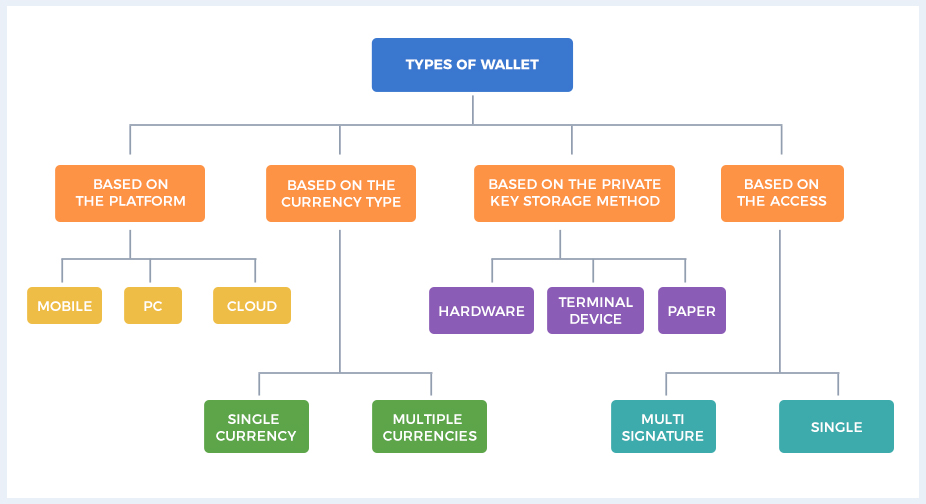 TYPES OF WALLET
BASED ON
THE PLATFORM
BASED ON THE
CURRENCY TYPE
BASED ON THE PRIVATE
KEY STORAGE METHOD
BASED ON
THE ACCESS
MOBILE
PC
CLOUD
HARDWARE
TERMINAL
DEVICE
PAPER
SINGLE
CURRENCY
MULTIPLE
CURRENCIES
MULTI
SIGNATURE
SINGLE